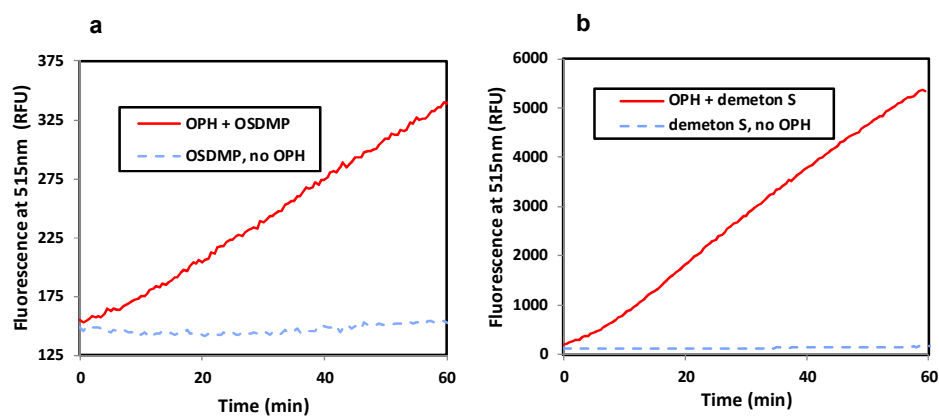 a
Fluorescence at 515nm (RFU)
375
325
275
225
175
125
OPH + OSDMP
OSDMP, no OPH
0
20
40
60
Time (min)
b
Fluorescence at 515nm (RFU)
6000
5000
4000
3000
2000
1000
0
OPH + demeton S
demeton S, no OPH
0
20
40
60
Time (min)